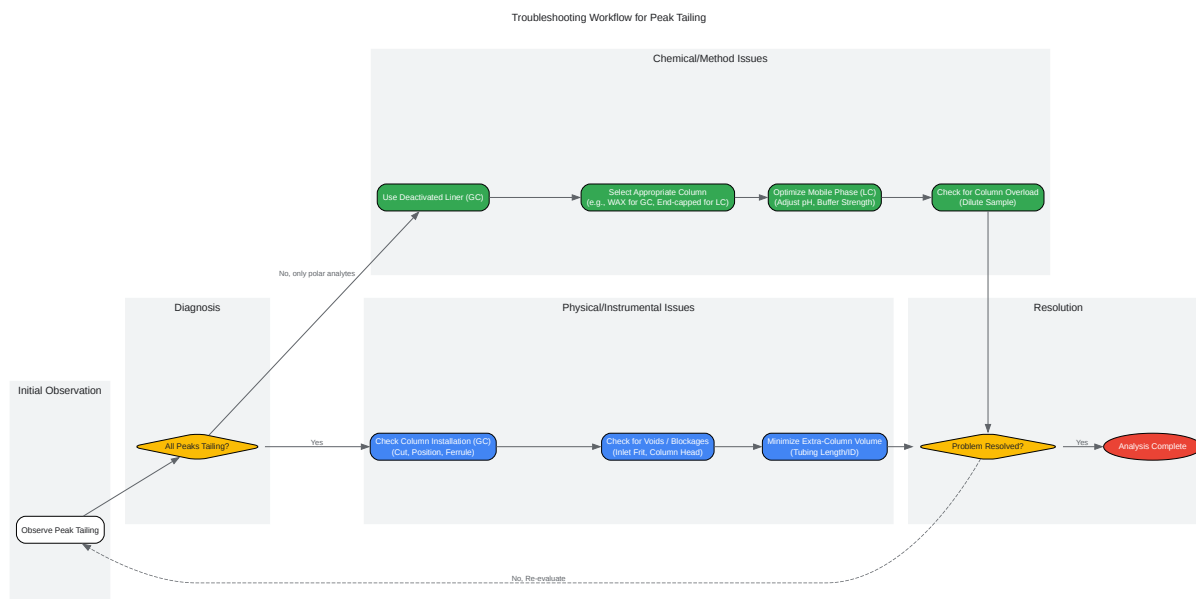 Troubleshooting Workflow for Peak Tailing
Chemical/Method Issues
Use Deactivated Liner (GC)
Select Appropriate Column
(e.g., WAX for GC, End-capped for LC)
Optimize Mobile Phase (LC)
(Adjust pH, Buffer Strength)
Check for Column Overload
(Dilute Sample)
No, only polar analytes
Diagnosis
Physical/Instrumental Issues
Resolution
Initial Observation
All Peaks Tailing?
Yes
Check Column Installation (GC)
(Cut, Position, Ferrule)
Check for Voids / Blockages
(Inlet Frit, Column Head)
Minimize Extra-Column Volume
(Tubing Length/ID)
Problem Resolved?
Yes
Analysis Complete
Observe Peak Tailing
No, Re-evaluate